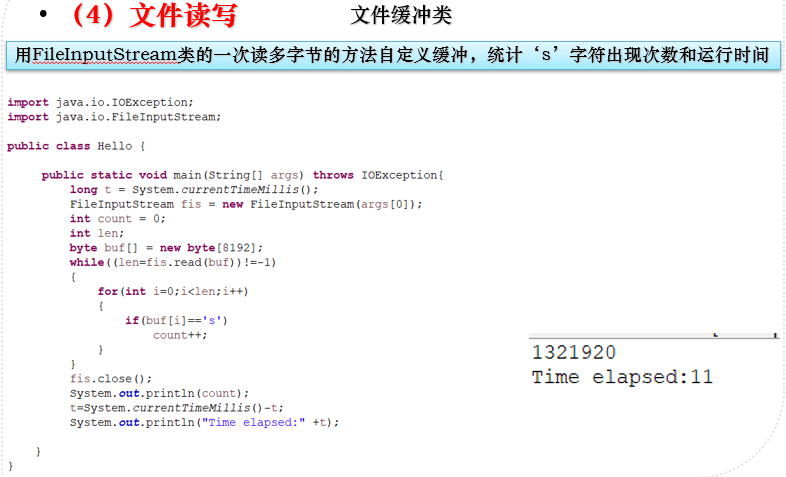 • （4）文件读写 文件缓冲类
用FileInputStream类的一次读多字节的方法自定义缓冲，统计‘s’字符出现次数和运行时间
import java.io.IOException;
import java.io.FileInputStream;
public class Hello {
public static void main(String[] args) throws IOException{
long t = System.currentTimeMillis();
FileInputStream fis = new FileInputStream(args[0]);
int count = 0;
int len;
byte buf[] = new byte[8192];
while((len=fis.read(buf))!=-1)
{
for(int i=0;i<len;i++)
{
if(buf[i]=='s')
count++;
}
}
fis.close();
System.out.println(count);
t=System.currentTimeMillis()-t;
System.out.println("Time elapsed:" +t);
}
}
1321920
Time elapsed:11